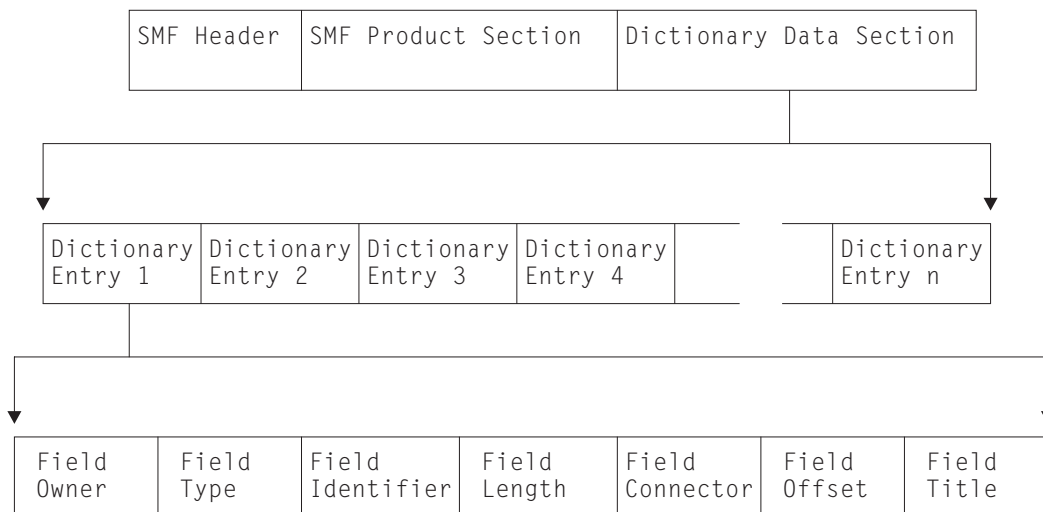 SMF Header SMF Product Section Dictionary Data Section
Dictionary Dictionary Dictionary Dictionary Dictionary
Entry 1 Entry 2 Entry 3 Entry 4 Entry n
Field Field Field Field Field Field Field
Owner Type Identifier Length Connector Offset Title